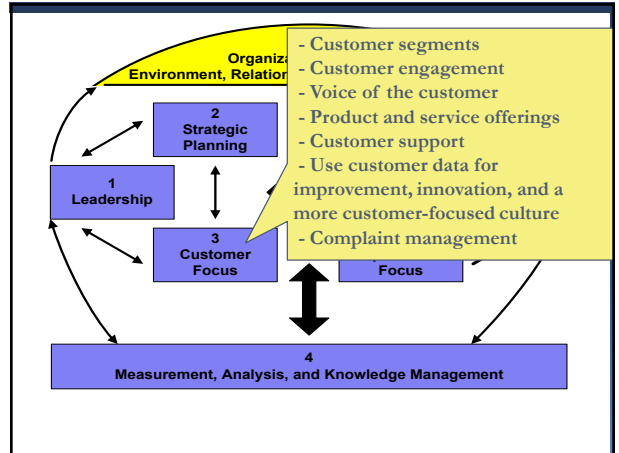 Organiza
Environment, Relation
- Customer segments
- Customer engagement
- Voice of the customer
- Product and service offerings
- Customer support
- Use customer data for
improvement, innovation, and a
more customer-focused culture
- Complaint management
2
Strategic
Planning
1
Leadership
3
Customer
Focus
Focus
4
Measurement, Analysis, and Knowledge Management